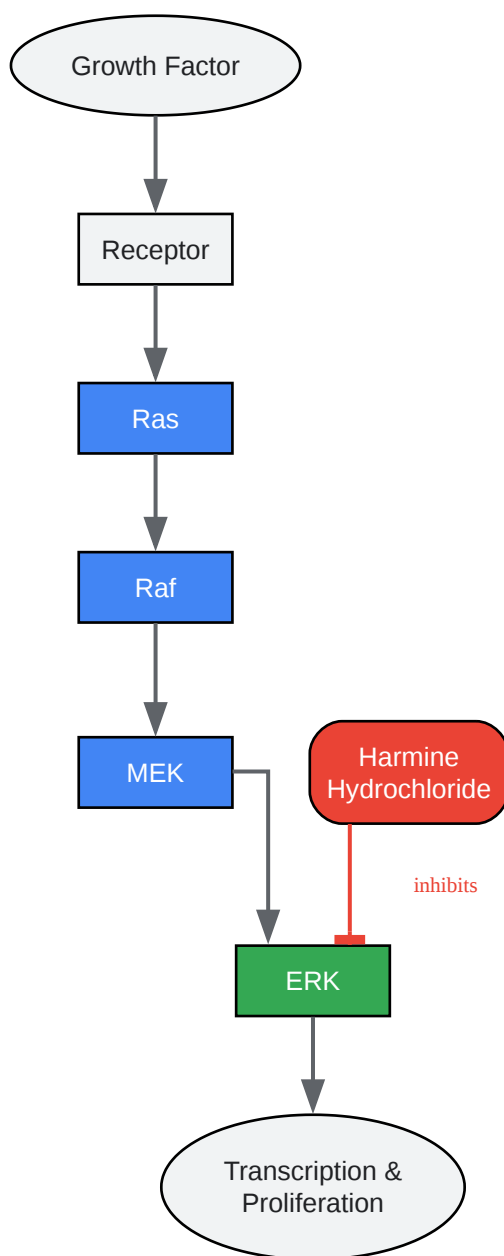 Growth Factor
Receptor
Ras
Raf
MEK
Harmine
Hydrochloride
inhibits
ERK
Transcription &
Proliferation